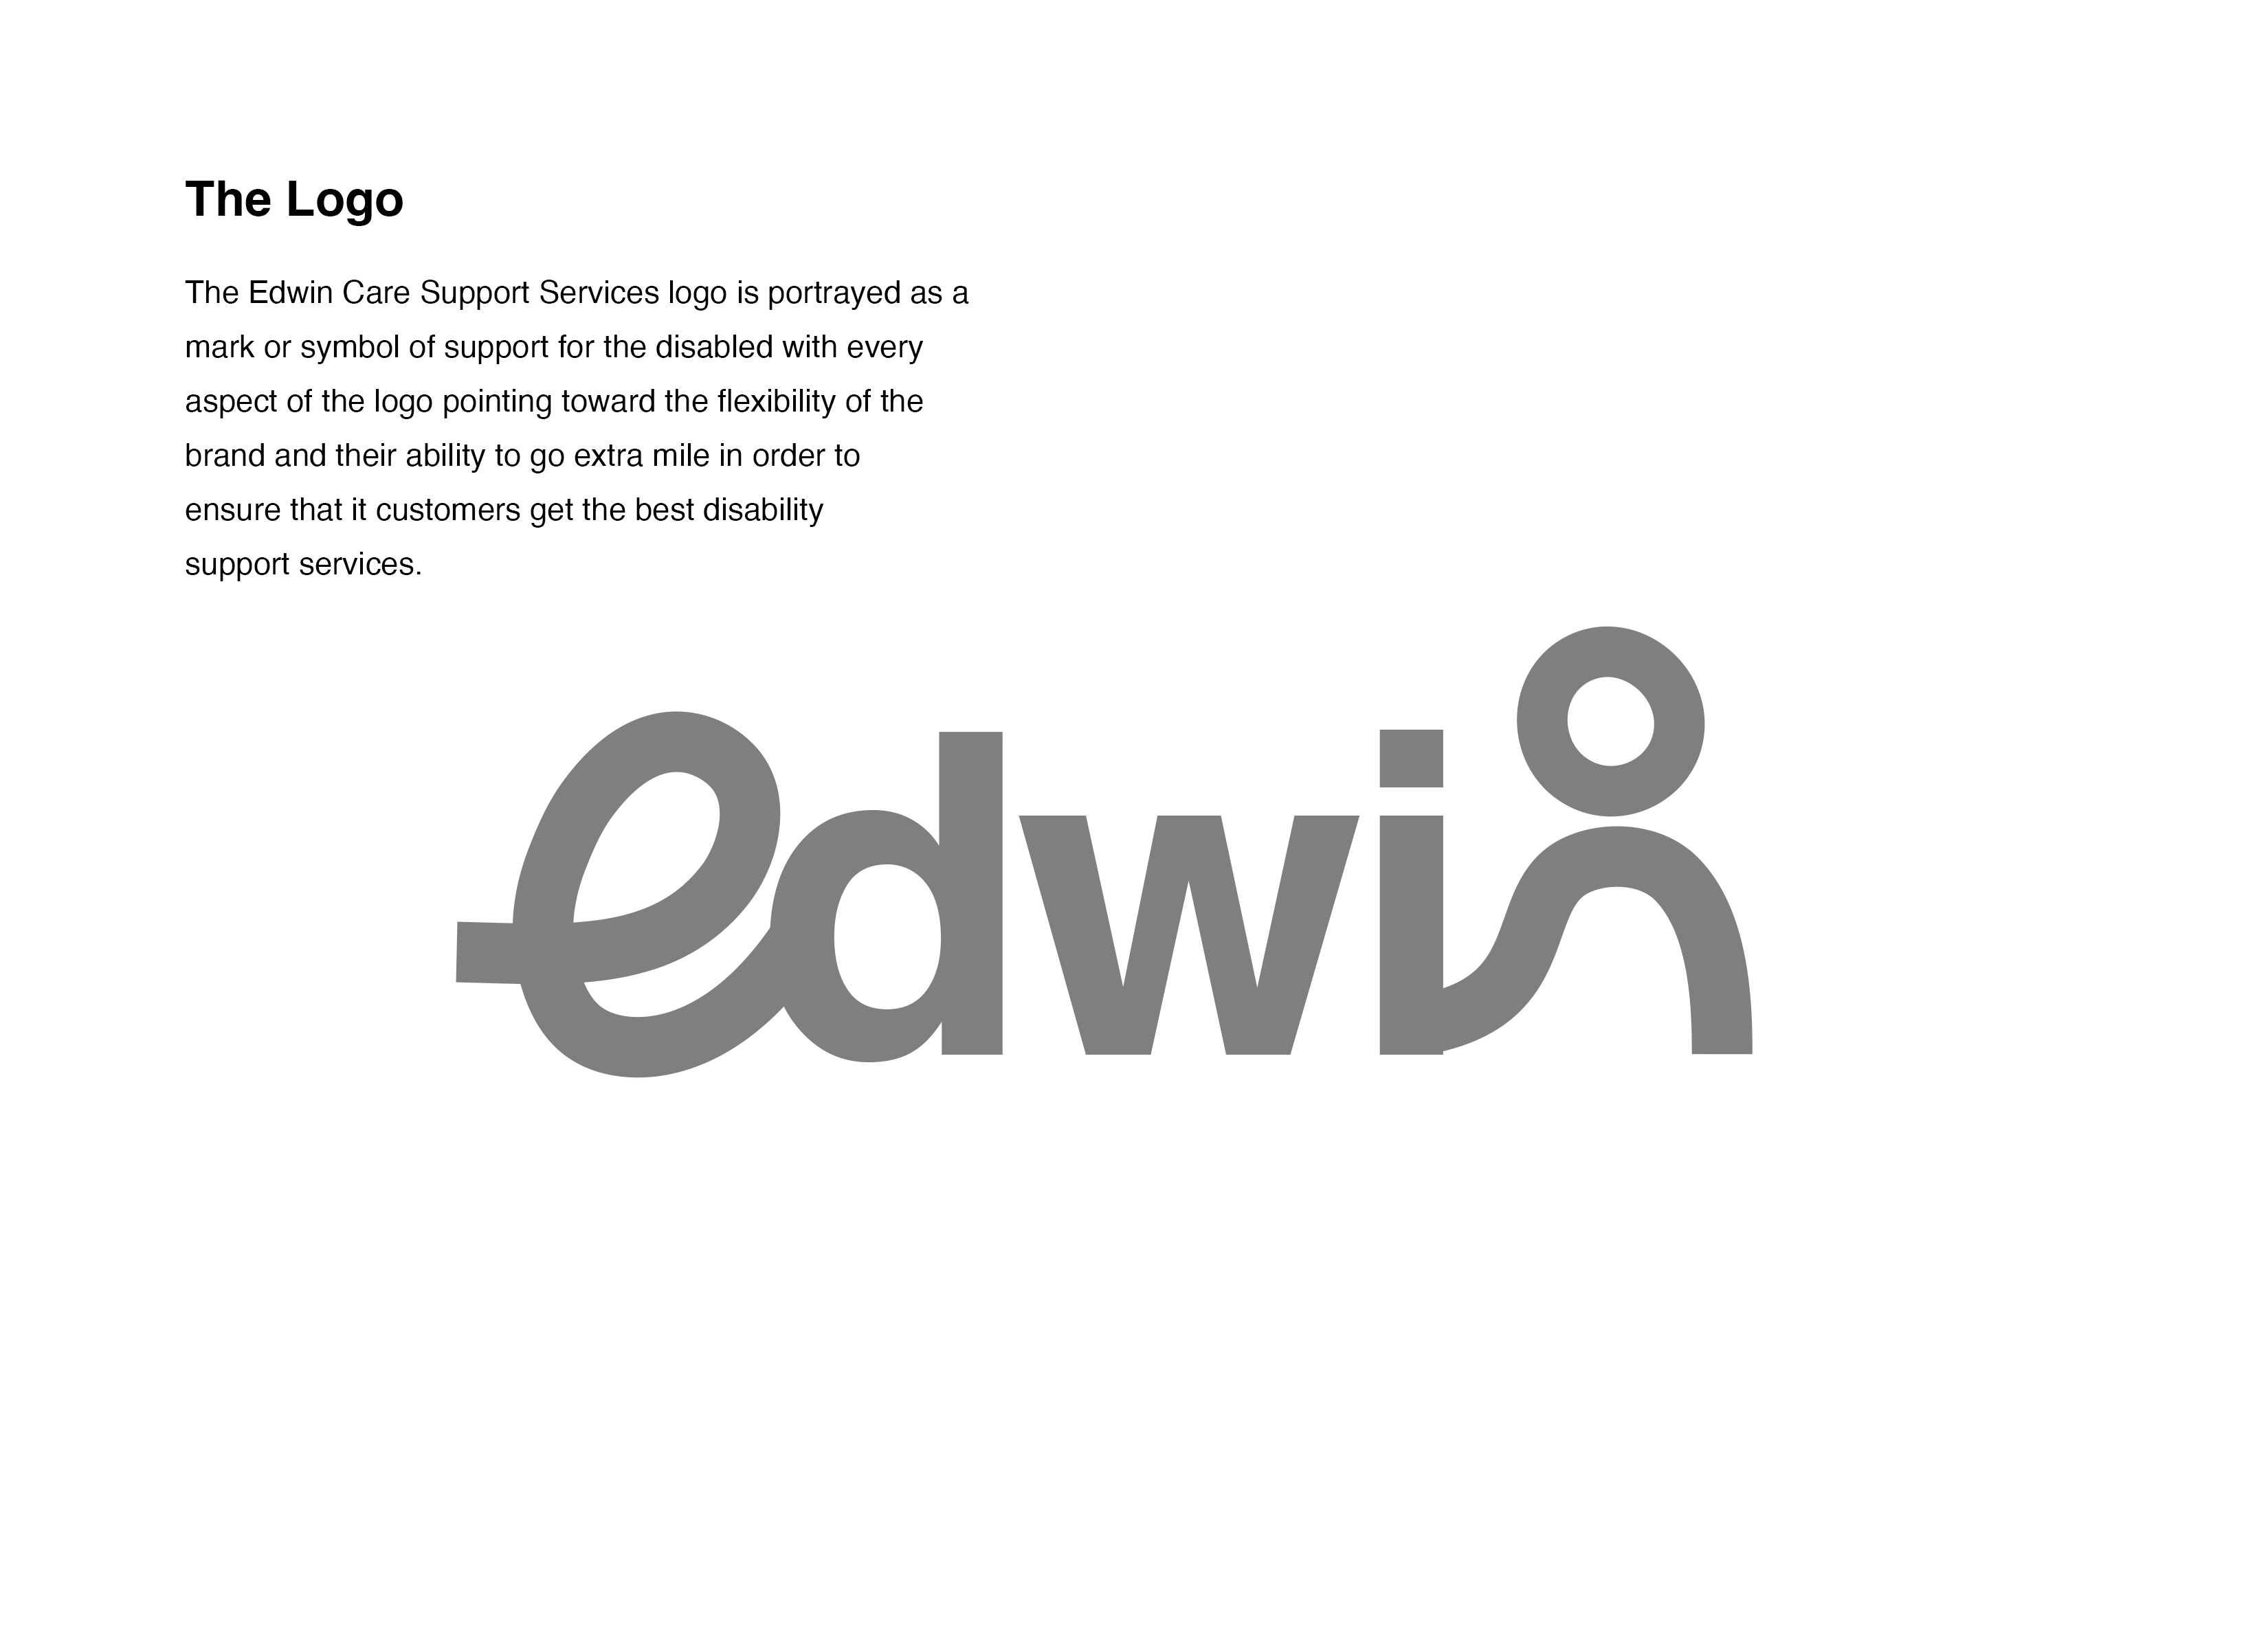 The Logo
The Edwin Care Support Services logo is portrayed as a
mark or symbol of support for the disabled with every
aspect of the logo pointing toward the flexibility of the
brand and their ability to go extra mile in order to
ensure that it customers get the best disability
support services.
edwin